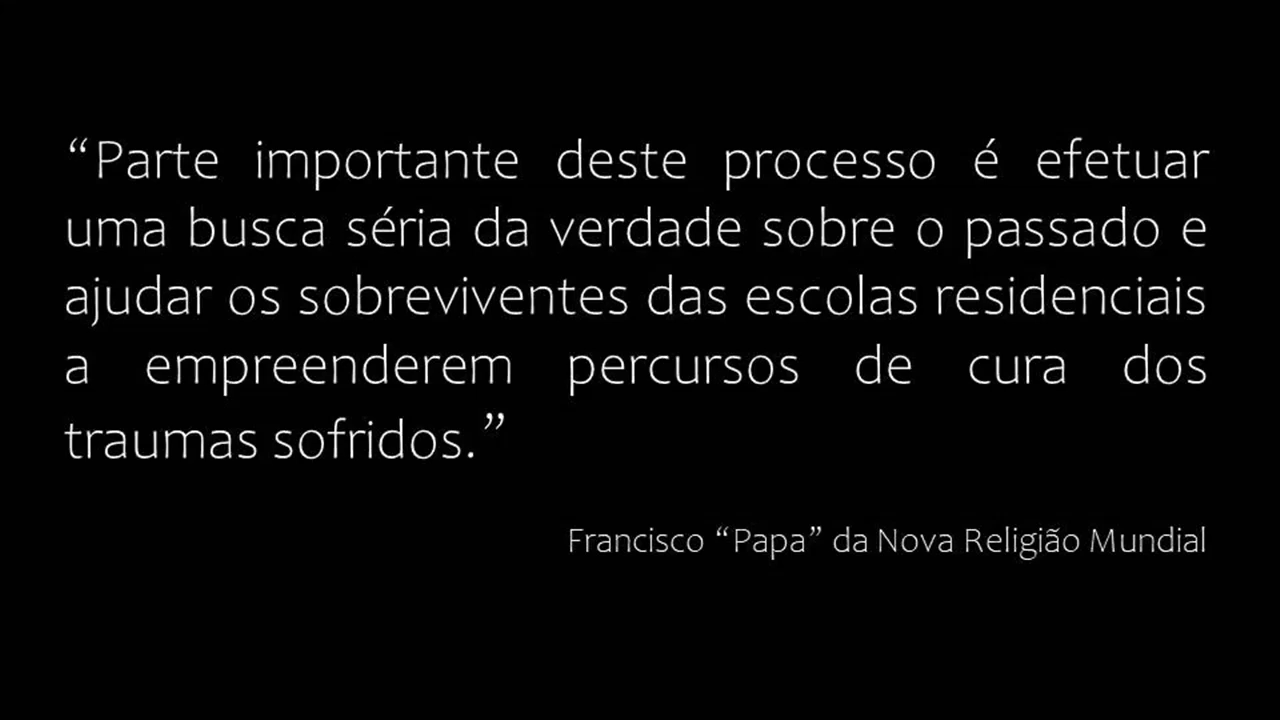 “Parte importante deste processo é efetuar
uma busca séria da verdade sobre o passado e
ajudar os sobreviventes das escolas residenciais
a empreenderem percursos de cura dos
traumas sofridos.”
Francisco “Papa” da Nova Religião Mundial